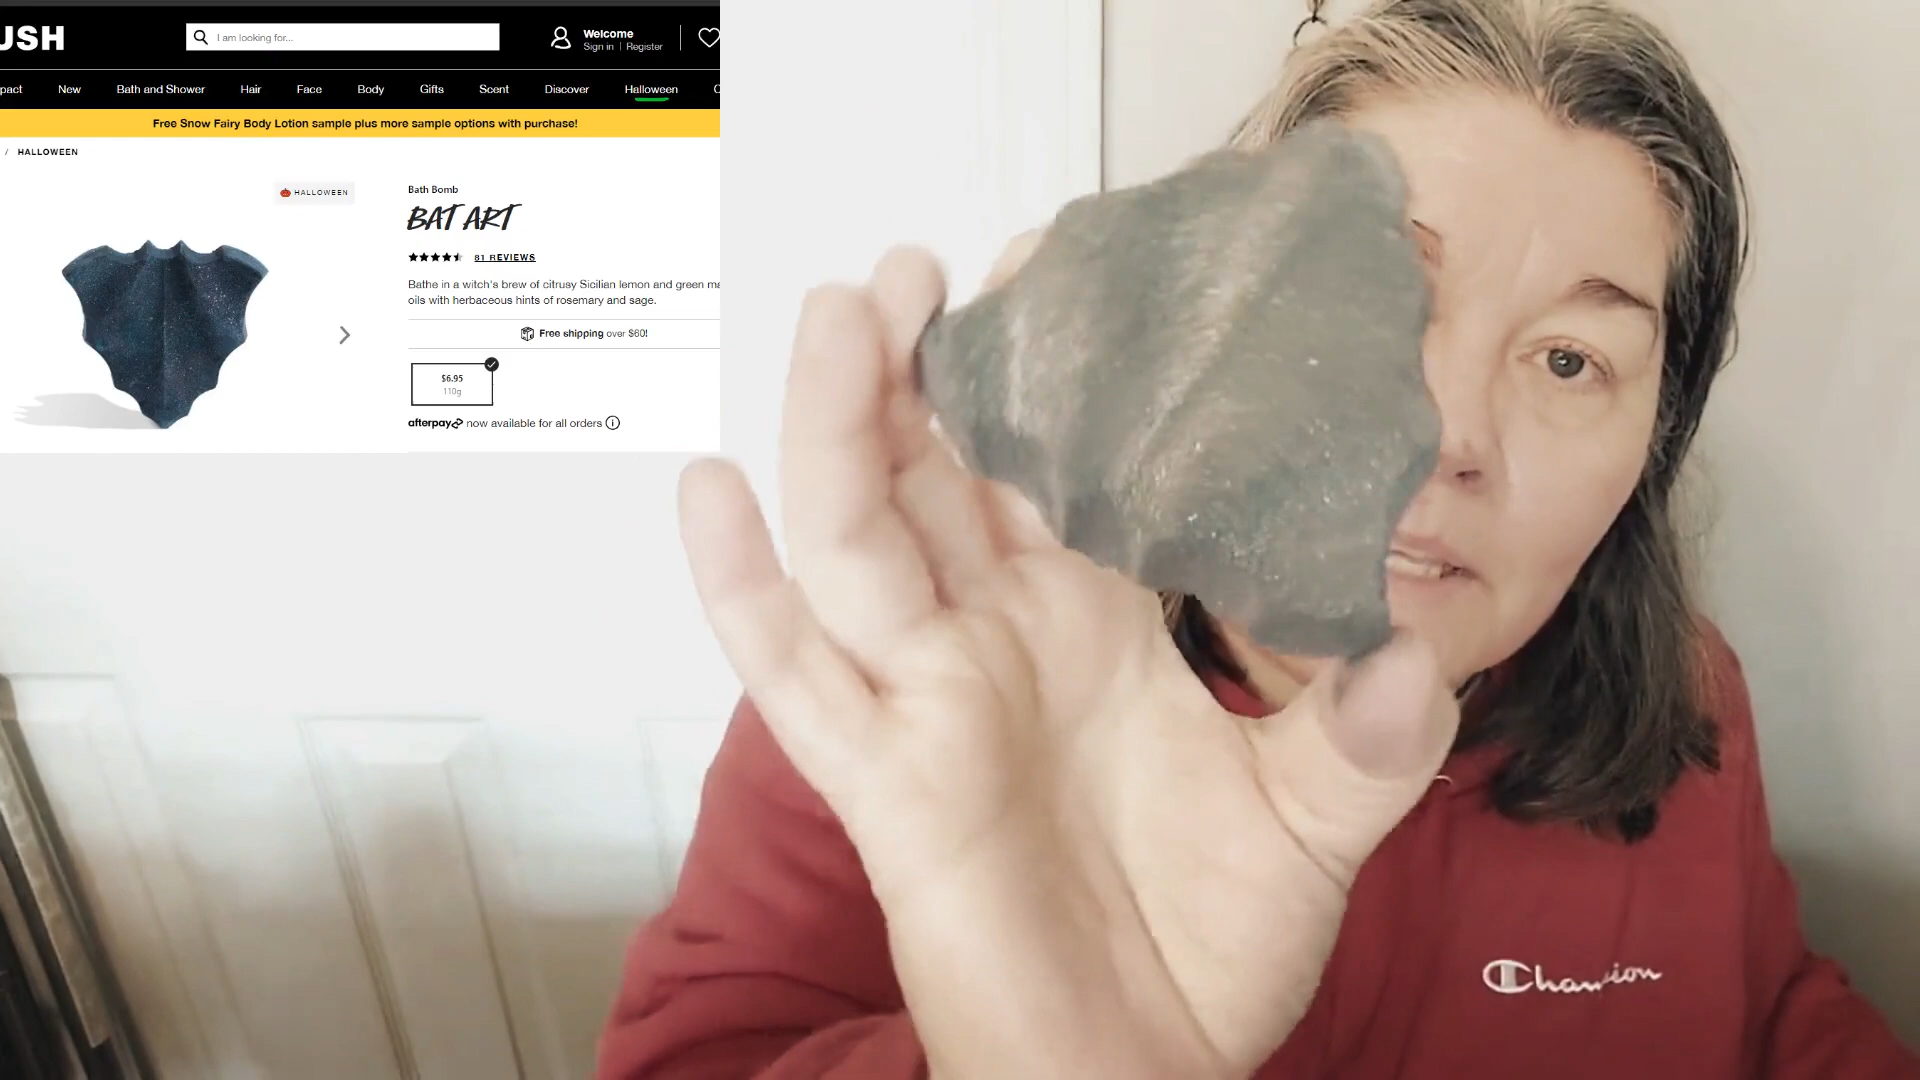 USH
I am looking for...
Welcome
Sign in | Register
pact New Bath and Shower Hair Face Body Gifts Scent Discover Halloween
Free Snow Fairy Body Lotion sample plus more sample options with purchase!
/ HALLOWEEN
HALLOWEEN
Bath Bomb
BAT ART
81 REVIEWS
Bathe in a witch's brew of citrusy Sicilian lemon and green ma
oils with herbaceous hints of rosemary and sage.
Free shipping over $60!
$6.95
110g
afterpay now available for all orders
Champion